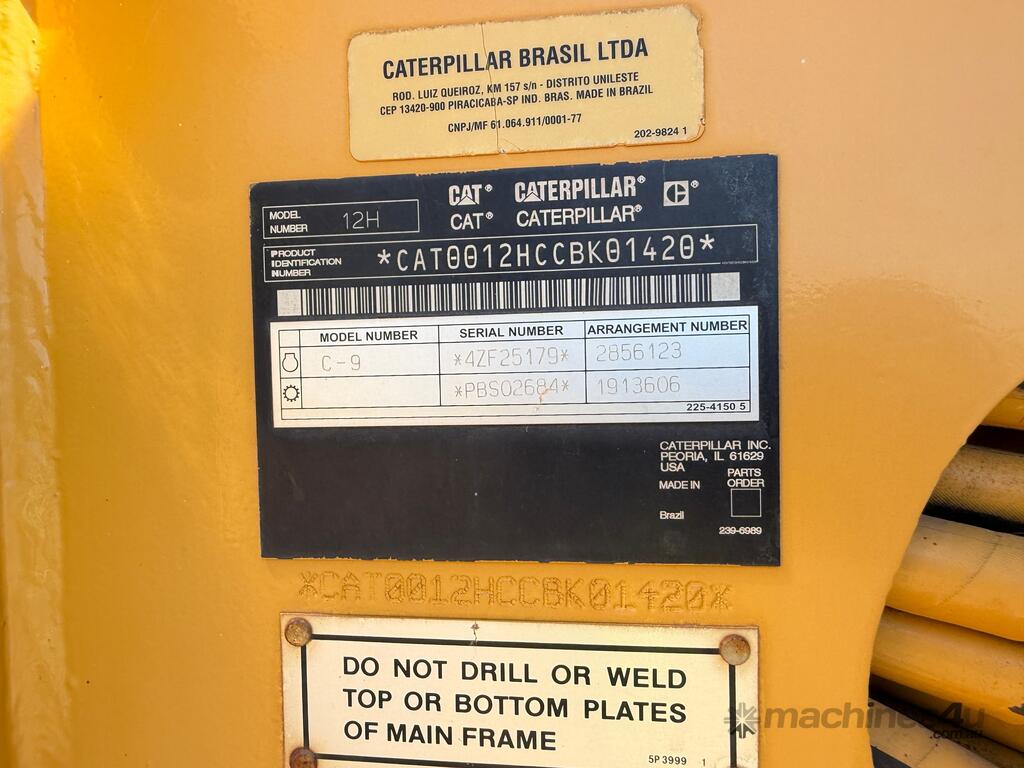 CATERPILLAR BRASIL LTDA
ROD. LUIZ QUEIROZ, KM 157 s/n - DISTRITO UNILESTE
CEP 13420-900 PIRACICABA-SP IND. BRAS. MADE IN BRAZIL
CNPJ/MF 61.064.911/0001-77
202-9824 1
CAT® CATERPILLAR® ®
CAT® CATERPILLAR®
MODEL NUMBER 12H
PRODUCT IDENTIFICATION NUMBER *CAT0012HCCBK01420*
MODEL NUMBER SERIAL NUMBER ARRANGEMENT NUMBER
C-9 *4ZF25179* 2856123
*PBS02684* 1913606
225-4150 5
CATERPILLAR INC.
PEORIA, IL 61629
USA
PARTS ORDER
MADE IN
Brazil
239-6989
*CAT0012HCCBK01420*
DO NOT DRILL OR WELD
TOP OR BOTTOM PLATES
OF MAIN FRAME
5P3999 1
machines4u
.com.au